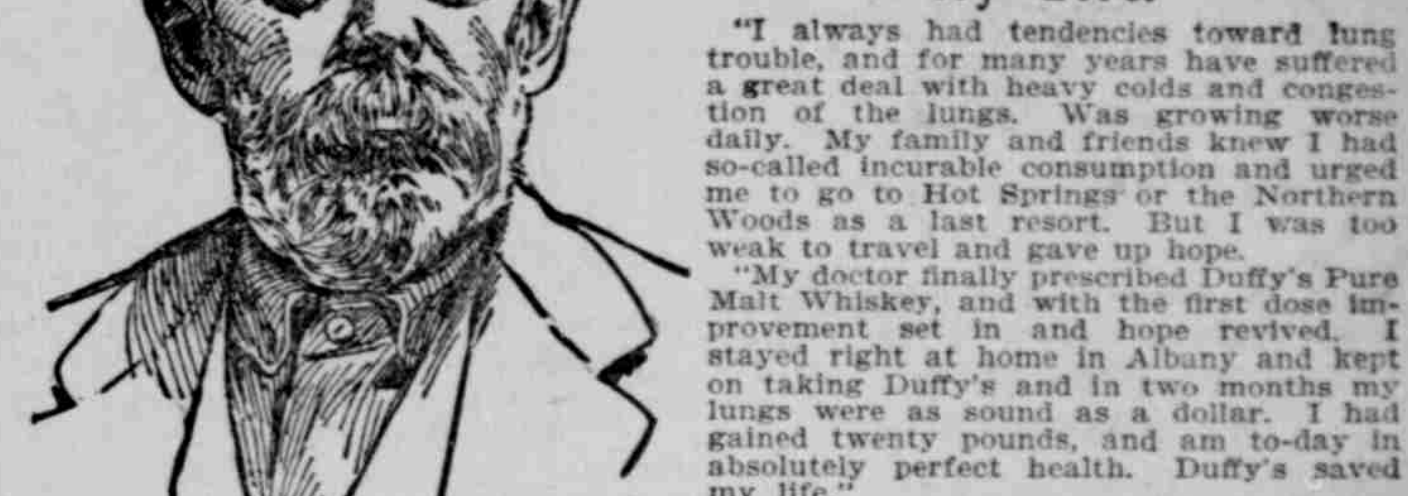 "I always had tendencies toward lung
trouble, and for many years have suffered
a great deal with heavy colds and conges-
tion of the lungs. Was growing worse
daily. My family and friends knew I had
so-called incurable consumption and urged
me to go to Hot Springs or the Northern
Woods as a last resort. But I was too
weak to travel and gave up hope.
"My doctor finally prescribed Duffy's Pure
Malt Whiskey, and with the first dose im-
provement set in and hope revived. I
stayed right at home in Albany and kept
on taking Duffy's and in two months my
lungs were as sound as a dollar. I had
gained twenty pounds, and am to-day in
absolutely perfect health. Duffy's saved
my life."